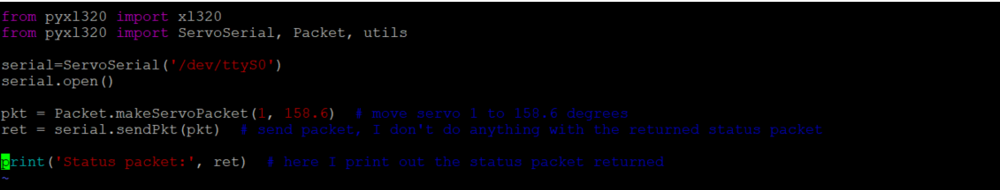 from pyxl320 import xl320
from pyxl320 import ServoSerial, Packet, utils
serial=ServoSerial('/dev/ttyS0')
serial.open()
pkt = Packet.makeServoPacket(1, 158.6)  # move servo 1 to 158.6 degrees
ret = serial.sendPkt(pkt)  # send packet, I don't do anything with the returned status packet
print('Status packet:', ret)  # here I print out the status packet returned
~